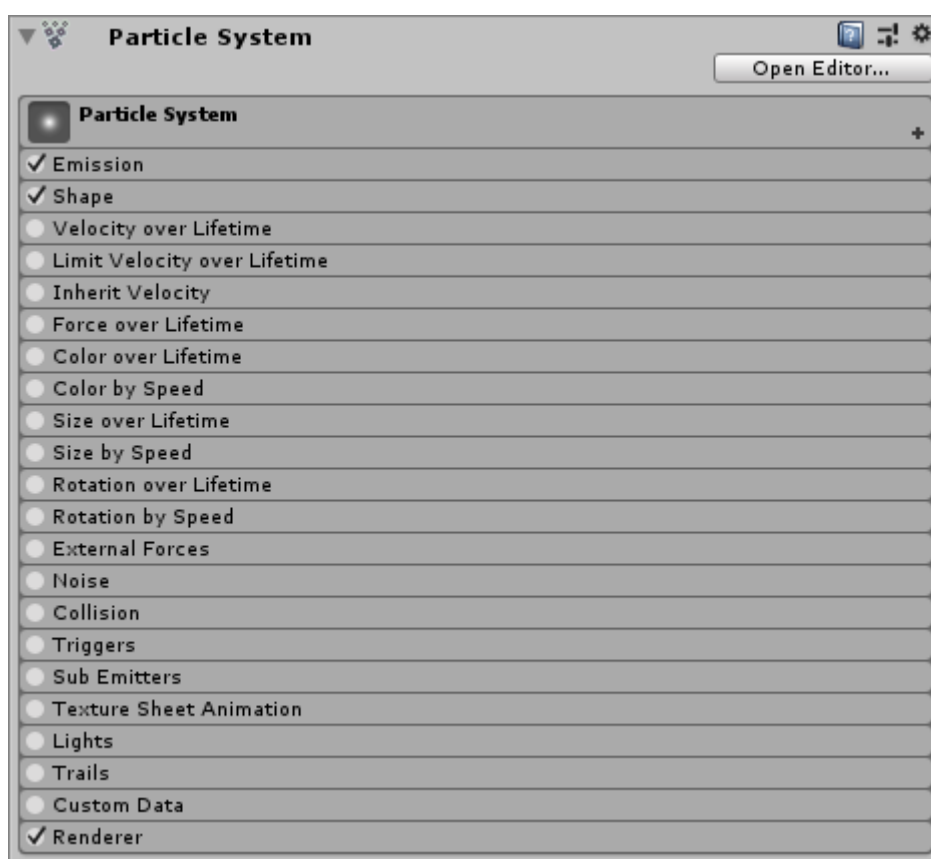 Particle System
Open Editor...
Particle System
Emission
Shape
Velocity over Lifetime
Limit Velocity over Lifetime
Inherit Velocity
Force over Lifetime
Color over Lifetime
Color by Speed
Size over Lifetime
Size by Speed
Rotation over Lifetime
Rotation by Speed
External Forces
Noise
Collision
Triggers
Sub Emitters
Texture Sheet Animation
Lights
Trails
Custom Data
Renderer